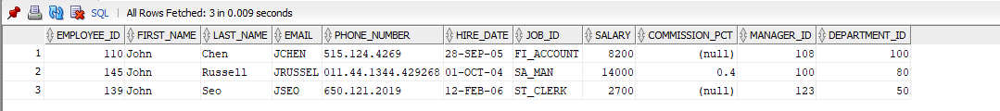 SQL | All Rows Fetched: 3 in 0.009 seconds
EMPLOYEE_ID FIRST_NAME LAST_NAME EMAIL PHONE_NUMBER HIRE_DATE JOB_ID SALARY COMMISSION_PCT MANAGER_ID DEPARTMENT_ID
1 110 John Chen JCHEN 515.124.4269 28-SEP-05 FI_ACCOUNT 8200 (null) 108 100
2 145 John Russell JRUSSEL 011.44.1344.429268 01-OCT-04 SA_MAN 14000 0.4 100 80
3 139 John Seo JSEO 650.121.2019 12-FEB-06 ST_CLERK 2700 (null) 123 50